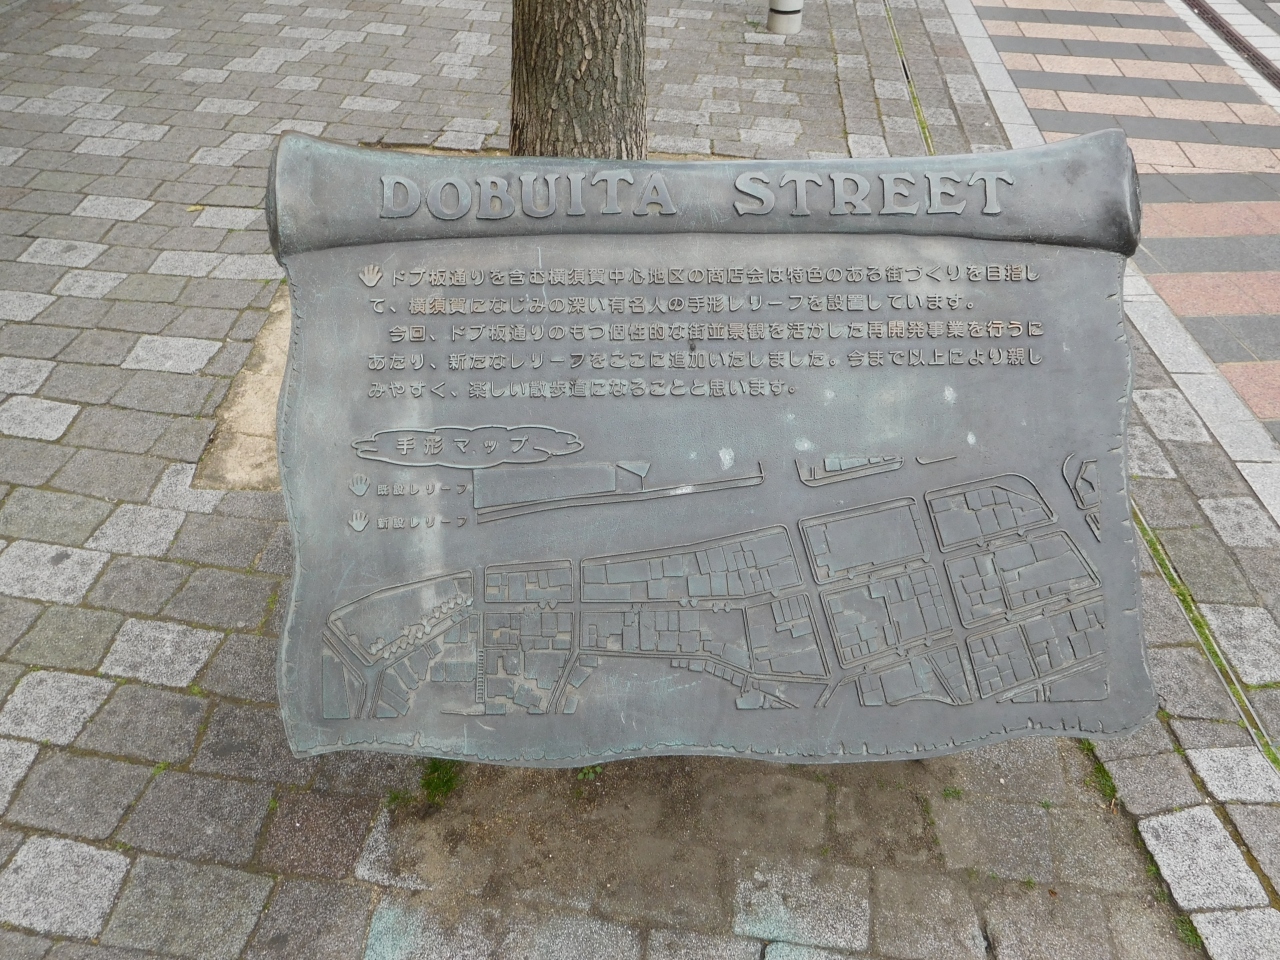 DOBUITA STREET
ドブ板通りを含む横須賀中心地区の商店会は特色のある街づくりを目指し
て、横須賀になじみの深い有名人の手形レリーフを設置しています。
今回、ドブ板通りのもつ個性的な街並景観を活かした再開発事業を行うに
あたり、新たなレリーフをここに追加いたしました。今まで以上により親し
みやすく、楽しい散歩道になることと思います。
手形マップ
既設レリーフ
新設レリーフ